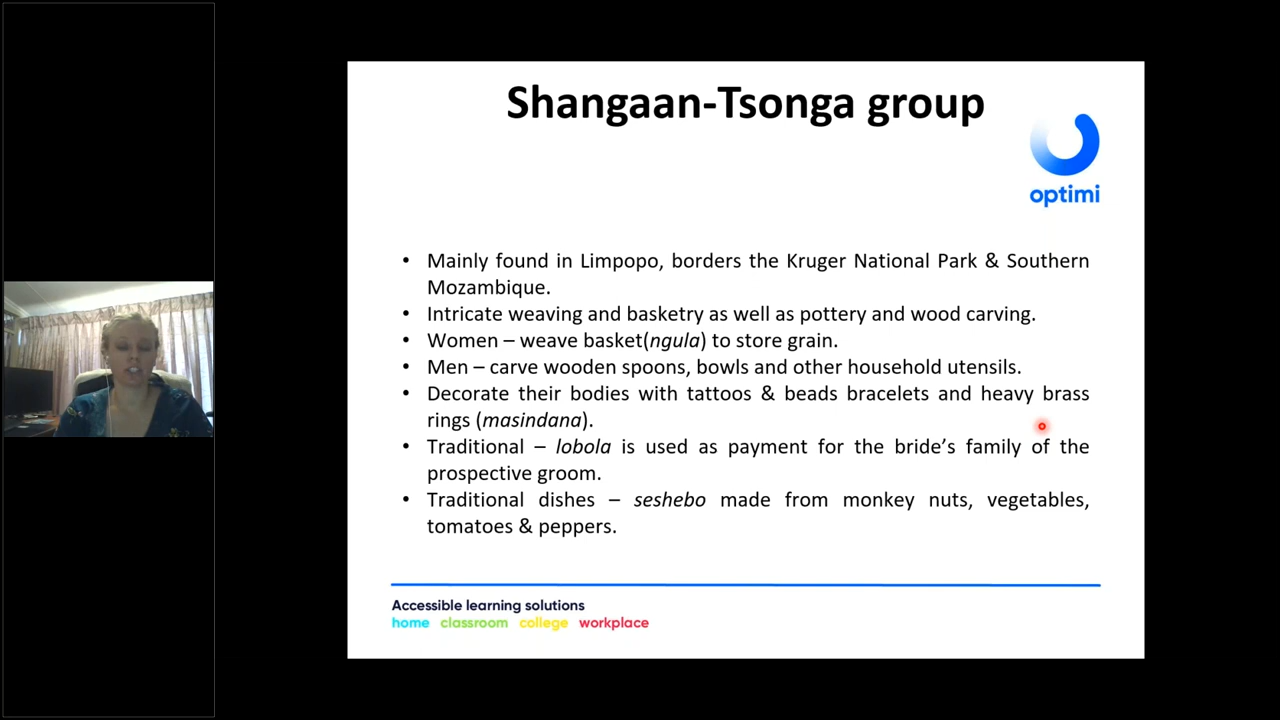 Shangaan-Tsonga group
optimi
• Mainly found in Limpopo, borders the Kruger National Park & Southern
Mozambique.
• Intricate weaving and basketry as well as pottery and wood carving.
• Women – weave basket(ngula) to store grain.
• Men – carve wooden spoons, bowls and other household utensils.
• Decorate their bodies with tattoos & beads bracelets and heavy brass
rings (masindana).
• Traditional – lobola is used as payment for the bride’s family of the
prospective groom.
• Traditional dishes – seshebo made from monkey nuts, vegetables,
tomatoes & peppers.
Accessible learning solutions
home classroom college workplace